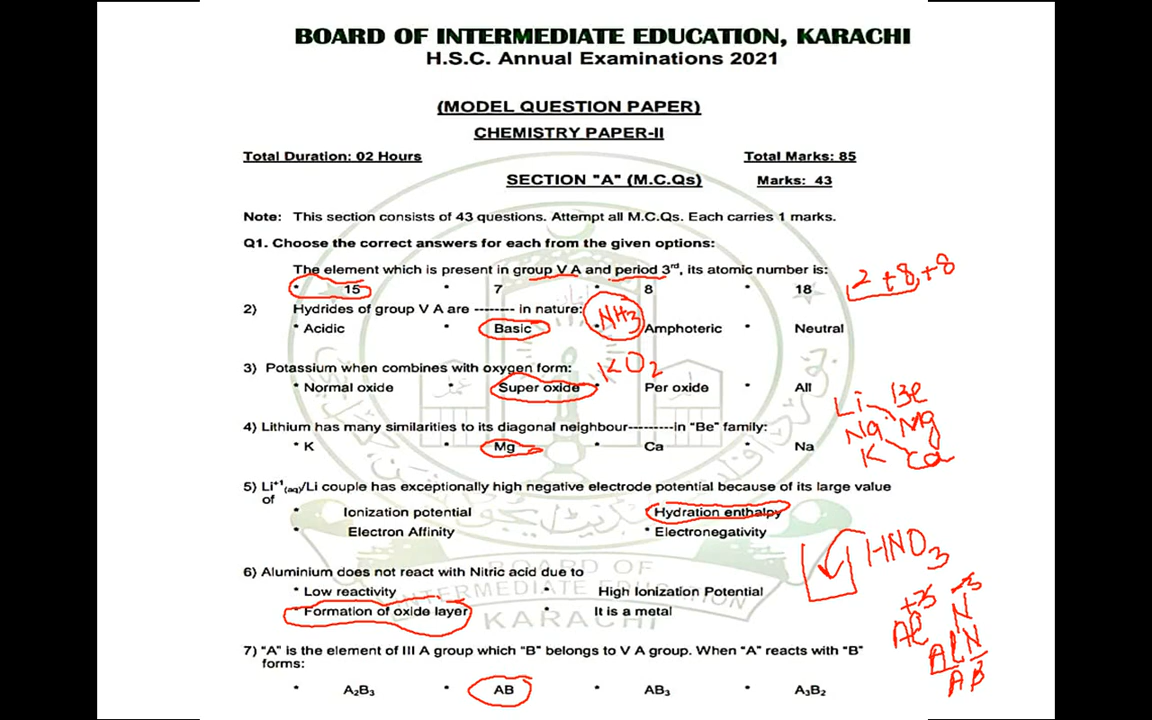 BOARD OF INTERMEDIATE EDUCATION, KARACHI
H.S.C. Annual Examinations 2021
(MODEL QUESTION PAPER)
CHEMISTRY PAPER-II
Total Duration: 02 Hours Total Marks: 85
SECTION "A" (M.C.Qs) Marks: 43
Note: This section consists of 43 questions. Attempt all M.C.Qs. Each carries 1 marks.
Q1. Choose the correct answers for each from the given options:
The element which is present in group V A and period 3rd, its atomic number is:
* 15 * 7 * 8 * 18
2 + 8, + 8
2) Hydrides of group V A are -------- in nature:
NH3
* Acidic * Basic * Amphoteric * Neutral
3) Potassium when combines with oxygen form:
KO2
* Normal oxide * Super oxide * Per oxide * All
Li Be
Na Mg
K Ca
4) Lithium has many similarities to its diagonal neighbour---------in "Be" family:
* K * Mg * Ca * Na
5) Li+1(aq)/Li couple has exceptionally high negative electrode potential because of its large value
of
* Ionization potential * Hydration enthalpy
* Electron Affinity * Electronegativity
HNO3
6) Aluminium does not react with Nitric acid due to
* Low reactivity * High Ionization Potential
* Formation of oxide layer * It is a metal
+3 -3
Al N
AlN
A B
7) "A" is the element of III A group which "B" belongs to V A group. When "A" reacts with "B"
forms:
* A2B3 * AB * AB3 * A3B2
BOARD OF
INTERMEDIATE EDUCATION
KARACHI